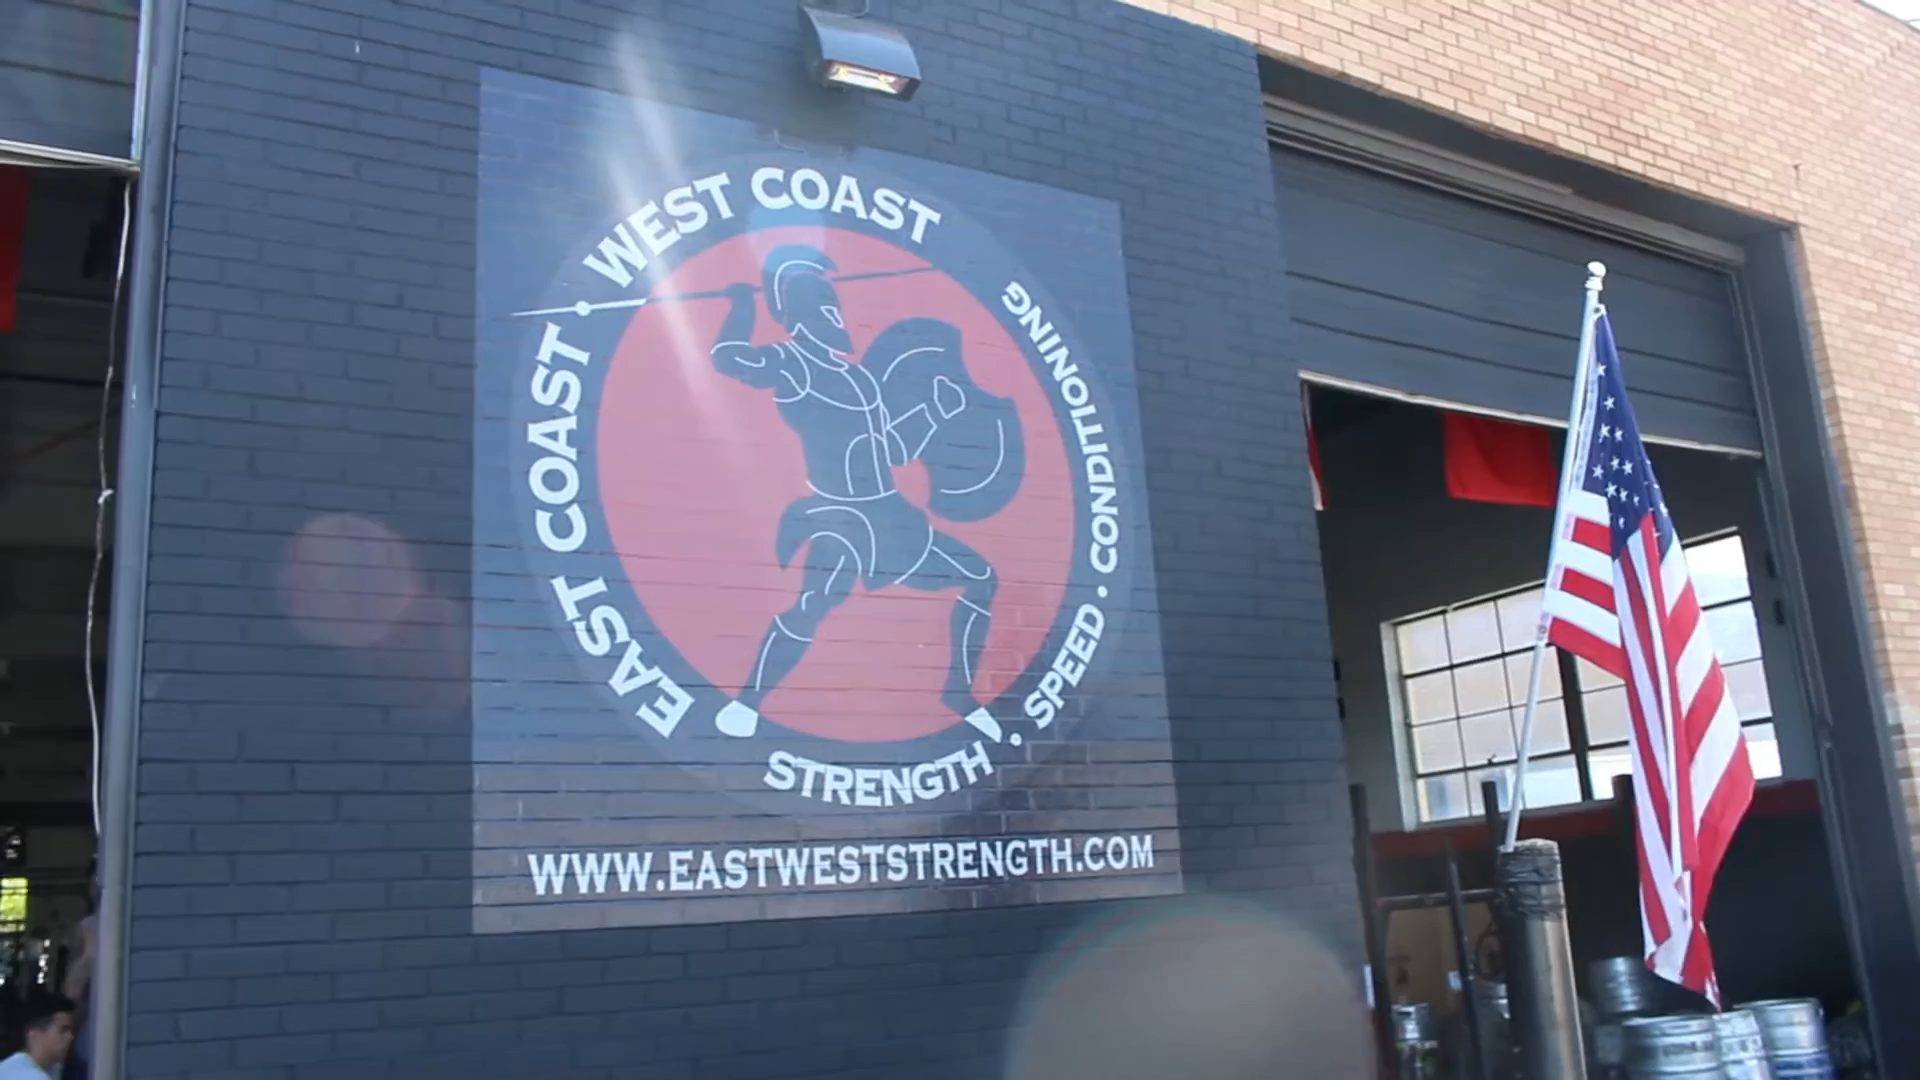 EAST COAST • WEST COAST
STRENGTH • SPEED • CONDITIONING
WWW.EASTWESTSTRENGTH.COM